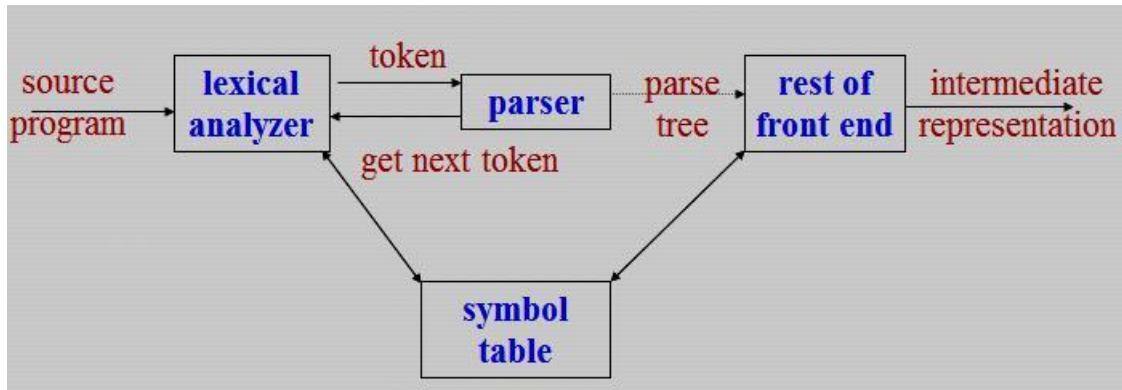 source
program
lexical
analyzer
token
get next token
parser
parse
tree
rest of
front end
intermediate
representation
symbol
table